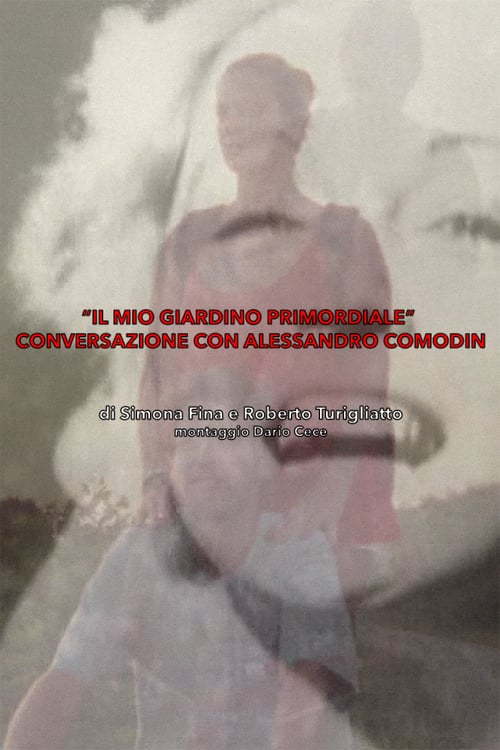 “IL MIO GIARDINO PRIMORDIALE”
CONVERSAZIONE CON ALESSANDRO COMODIN
di Simona Fina e Roberto Turigliatto
montaggio Dario Cece